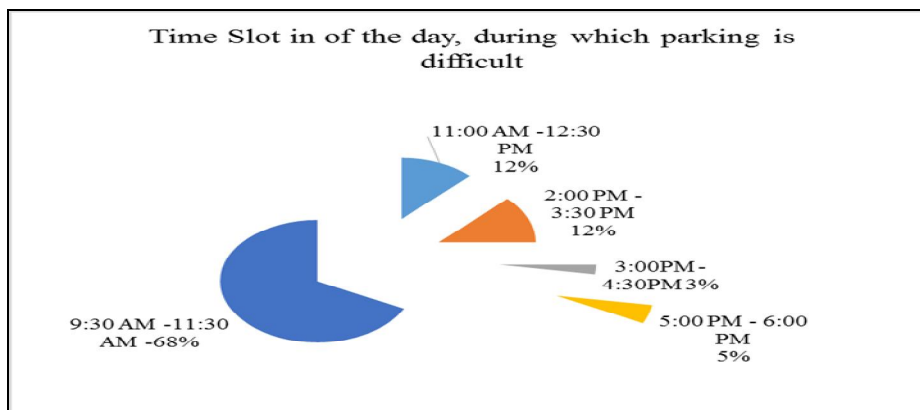 Time Slot in of the day, during which parking is
difficult
11:00 AM -12:30
PM
12%
2:00 PM -
3:30 PM
12%
3:00PM-
4:30PM 3%
5:00 PM - 6:00
PM
5%
9:30 AM -11:30
AM -68%